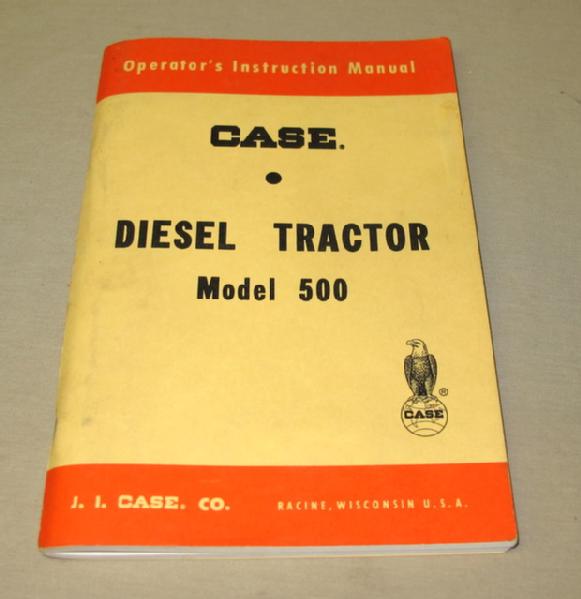 Operator's Instruction Manual
CASE.
DIESEL TRACTOR
Model 500
®
CASE
J. I. CASE. CO. RACINE, WISCONSIN U.S.A.